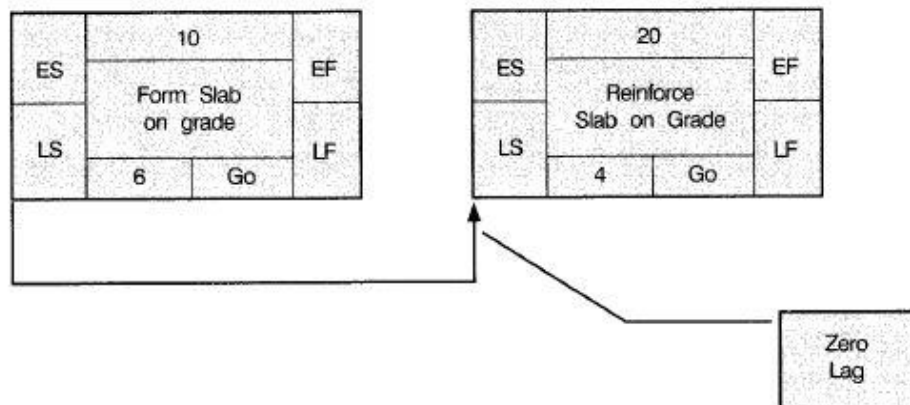 10
ES
EF
Form Slab
on grade
LS
LF
6
Go
20
ES
EF
Reinforce
Slab on Grade
LS
LF
4
Go
Zero
Lag